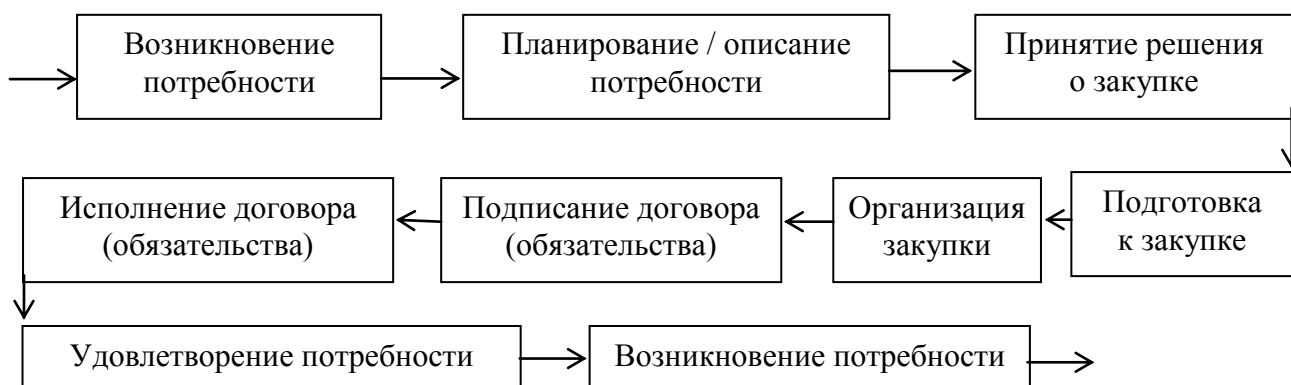 Возникновение
потребности
Планирование / описание
потребности
Принятие решения
о закупке
Подготовка
к закупке
Организация
закупки
Подписание договора
(обязательства)
Исполнение договора
(обязательства)
Удовлетворение потребности
Возникновение потребности